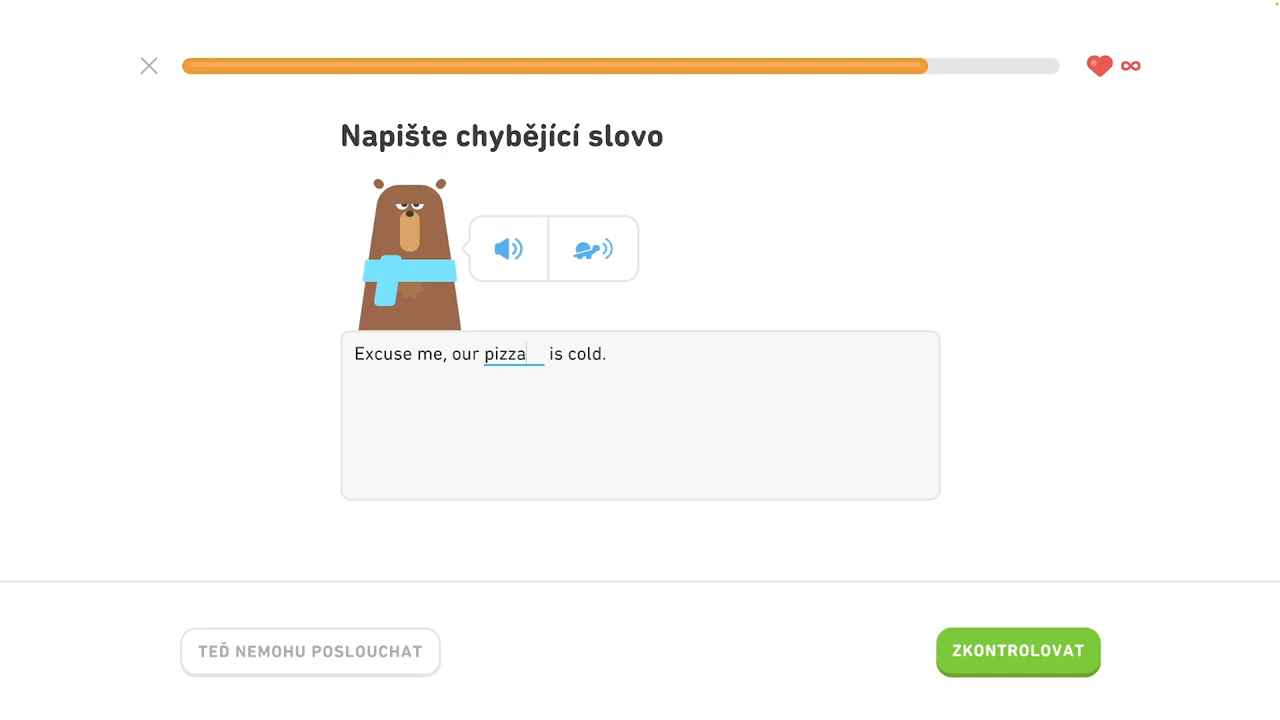 Napište chybějící slovo
Excuse me, our pizza is cold.
TEĎ NEMOHU POSLOUCHAT
ZKONTROLOVAT